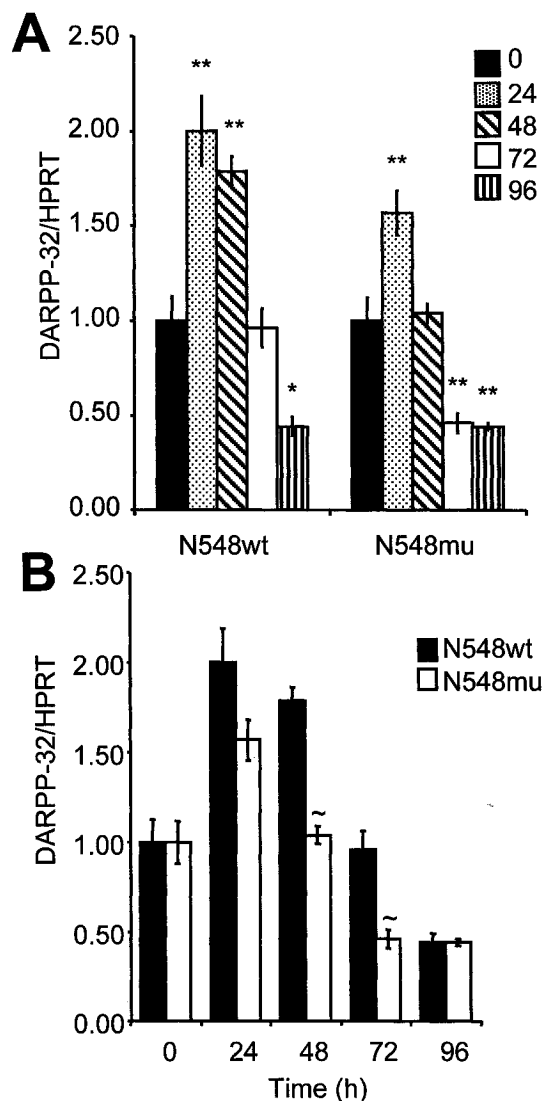 A
2.50
2.00
1.50
1.00
0.50
0.00
DARPP-32/HPRT
** ** *
** ** **
0
24
48
72
96
N548wt N548mu
B
2.50
2.00
1.50
1.00
0.50
0.00
DARPP-32/HPRT
~ ~
N548wt
N548mu
0 24 48 72 96
Time (h)